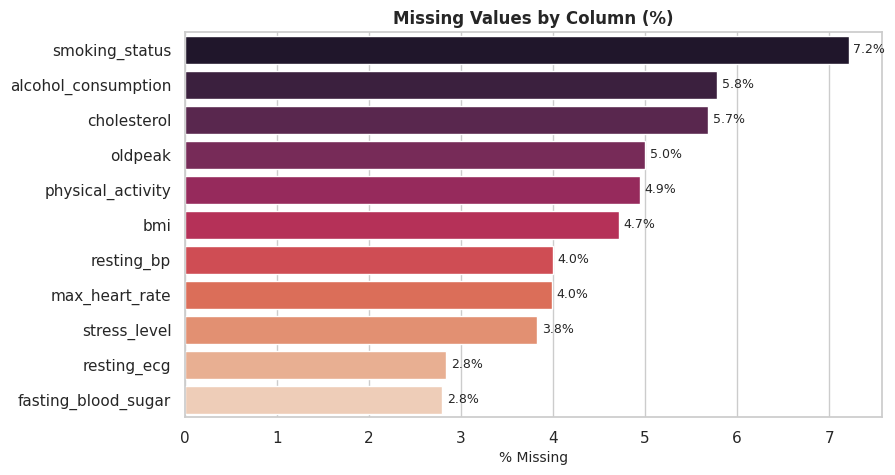 Missing Values by Column (%)
smoking_status 7.2%
alcohol_consumption 5.8%
cholesterol 5.7%
oldpeak 5.0%
physical_activity 4.9%
bmi 4.7%
resting_bp 4.0%
max_heart_rate 4.0%
stress_level 3.8%
resting_ecg 2.8%
fasting_blood_sugar 2.8%
0 1 2 3 4 5 6 7
% Missing